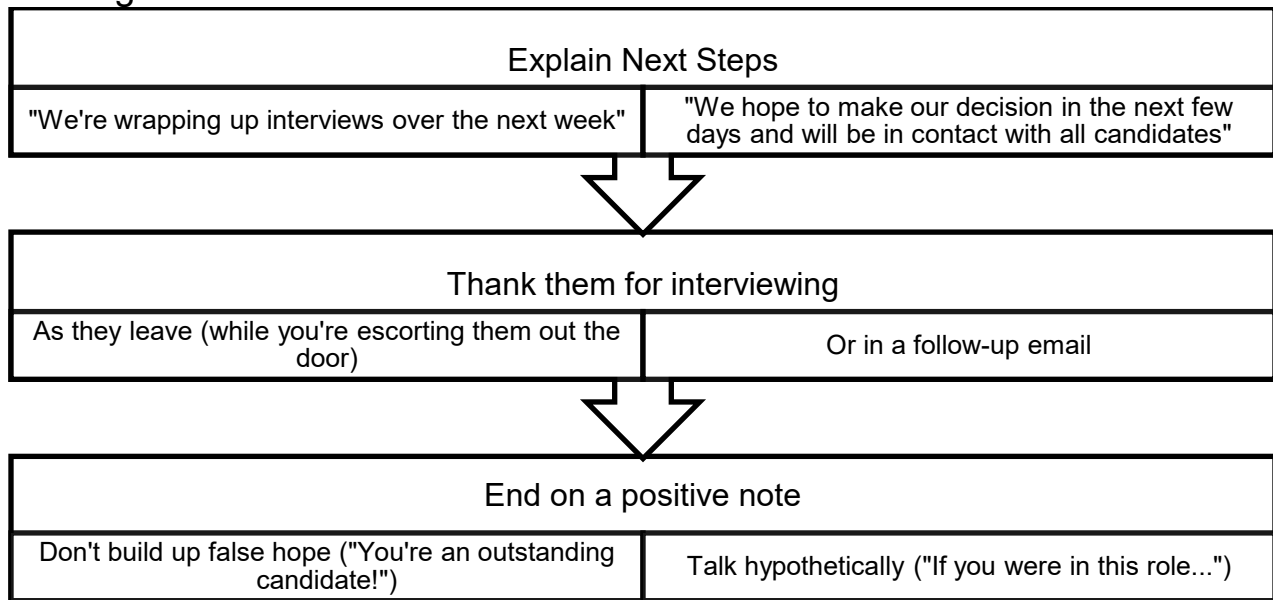 Explain Next Steps
"We're wrapping up interviews over the next week"
"We hope to make our decision in the next few
days and will be in contact with all candidates"
Thank them for interviewing
As they leave (while you're escorting them out the
door)
Or in a follow-up email
End on a positive note
Don't build up false hope ("You're an outstanding
candidate!")
Talk hypothetically ("If you were in this role...")